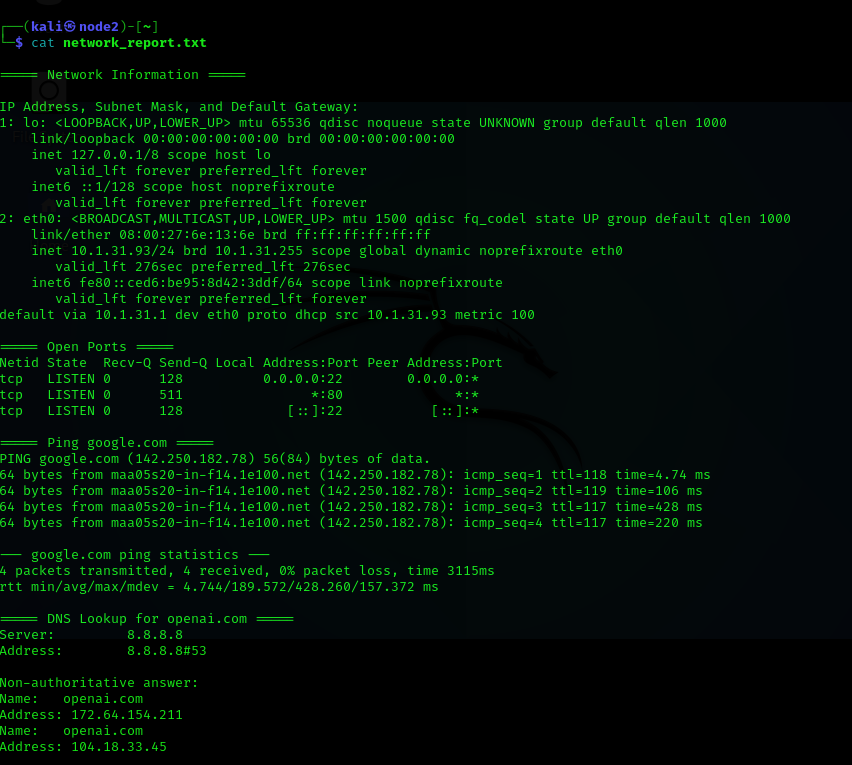 ┌──(kali㉿node2)-[~]
└─$ cat network_report.txt

===== Network Information =====

IP Address, Subnet Mask, and Default Gateway:
1: lo: <LOOPBACK,UP,LOWER_UP> mtu 65536 qdisc noqueue state UNKNOWN group default qlen 1000
    link/loopback 00:00:00:00:00:00 brd 00:00:00:00:00:00
    inet 127.0.0.1/8 scope host lo
       valid_lft forever preferred_lft forever
    inet6 ::1/128 scope host noprefixroute
       valid_lft forever preferred_lft forever
2: eth0: <BROADCAST,MULTICAST,UP,LOWER_UP> mtu 1500 qdisc fq_codel state UP group default qlen 1000
    link/ether 08:00:27:6e:13:6e brd ff:ff:ff:ff:ff:ff
    inet 10.1.31.93/24 brd 10.1.31.255 scope global dynamic noprefixroute eth0
       valid_lft 276sec preferred_lft 276sec
    inet6 fe80::ced6:be95:8d42:3ddf/64 scope link noprefixroute
       valid_lft forever preferred_lft forever
default via 10.1.31.1 dev eth0 proto dhcp src 10.1.31.93 metric 100

===== Open Ports =====
Netid State  Recv-Q Send-Q Local Address:Port Peer Address:Port
tcp   LISTEN 0      128          0.0.0.0:22        0.0.0.0:*
tcp   LISTEN 0      511                *:80              *:*
tcp   LISTEN 0      128             [::]:22           [::]:*

===== Ping google.com =====
PING google.com (142.250.182.78) 56(84) bytes of data.
64 bytes from maa05s20-in-f14.1e100.net (142.250.182.78): icmp_seq=1 ttl=118 time=4.74 ms
64 bytes from maa05s20-in-f14.1e100.net (142.250.182.78): icmp_seq=2 ttl=119 time=106 ms
64 bytes from maa05s20-in-f14.1e100.net (142.250.182.78): icmp_seq=3 ttl=117 time=428 ms
64 bytes from maa05s20-in-f14.1e100.net (142.250.182.78): icmp_seq=4 ttl=117 time=220 ms

--- google.com ping statistics ---
4 packets transmitted, 4 received, 0% packet loss, time 3115ms
rtt min/avg/max/mdev = 4.744/189.572/428.260/157.372 ms

===== DNS Lookup for openai.com =====
Server:         8.8.8.8
Address:        8.8.8.8#53

Non-authoritative answer:
Name:   openai.com
Address: 172.64.154.211
Name:   openai.com
Address: 104.18.33.45